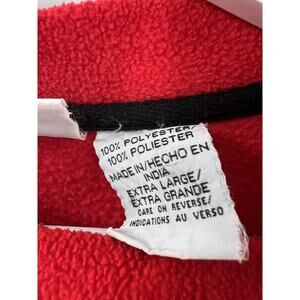 100% POLYESTER/
100% POLIESTER
MADE IN/HECHO EN
INDIA
EXTRA LARGE/
EXTRA GRANDE
CARE ON REVERSE/
INDICATIONS AU VERSO